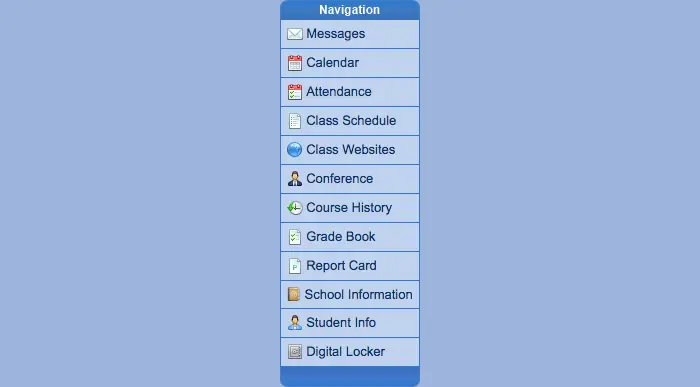 Navigation
Messages
Calendar
Attendance
Class Schedule
Class Websites
Conference
Course History
Grade Book
Report Card
School Information
Student Info
Digital Locker